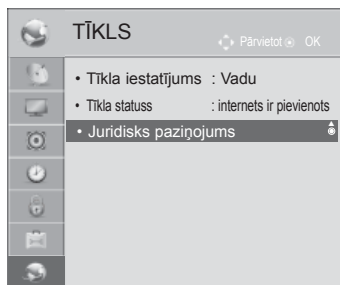 TĪKLS
Pārvietot OK
• Tīkla iestatījums : Vadu
• Tīkla statuss : internets ir pievienots
• Juridisks paziņojums